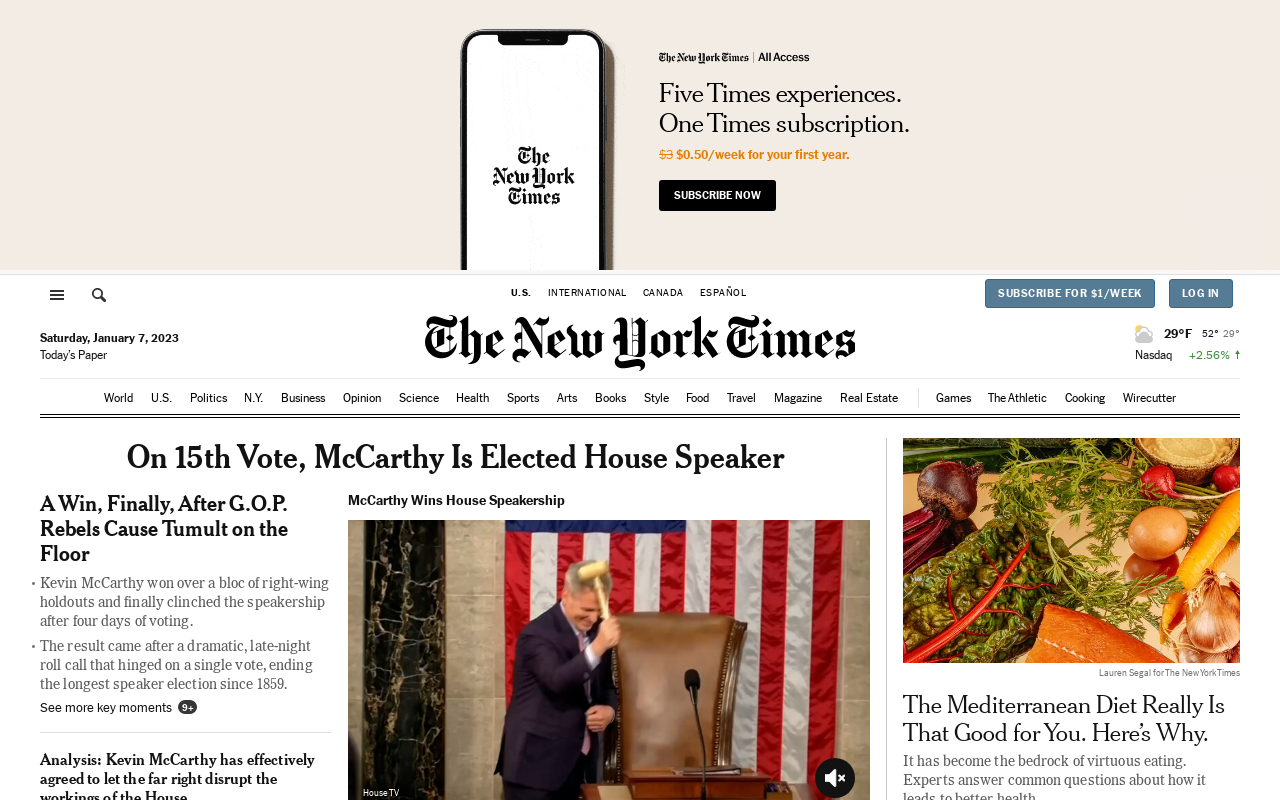 The New York Times
The New York Times | All Access
Five Times experiences.
One Times subscription.
$3 $0.50/week for your first year.
SUBSCRIBE NOW
U.S. INTERNATIONAL CANADA ESPAÑOL
SUBSCRIBE FOR $1/WEEK
LOG IN
Saturday, January 7, 2023
Today's Paper
The New York Times
29°F 52° 29°
Nasdaq +2.56% ↑
World U.S. Politics N.Y. Business Opinion Science Health Sports Arts Books Style Food Travel Magazine Real Estate Games The Athletic Cooking Wirecutter
On 15th Vote, McCarthy Is Elected House Speaker
A Win, Finally, After G.O.P.
Rebels Cause Tumult on the
Floor
• Kevin McCarthy won over a bloc of right-wing
holdouts and finally clinched the speakership
after four days of voting.
• The result came after a dramatic, late-night
roll call that hinged on a single vote, ending
the longest speaker election since 1859.
See more key moments 9+
Analysis: Kevin McCarthy has effectively
agreed to let the far right disrupt the
workings of the House.
McCarthy Wins House Speakership
House TV
Lauren Segal for The New York Times
The Mediterranean Diet Really Is
That Good for You. Here's Why.
It has become the bedrock of virtuous eating.
Experts answer common questions about how it
leads to better health.